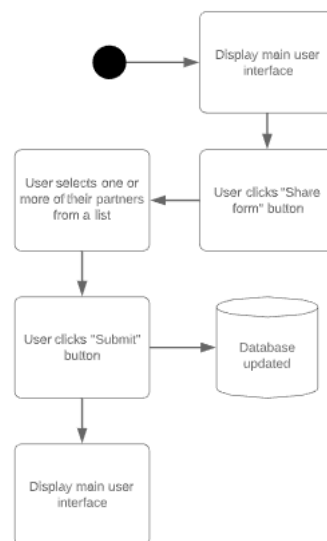 Display main user
interface
User clicks "Share
form" button
User selects one or
more of their partners
from a list
User clicks "Submit"
button
Database
updated
Display main user
interface